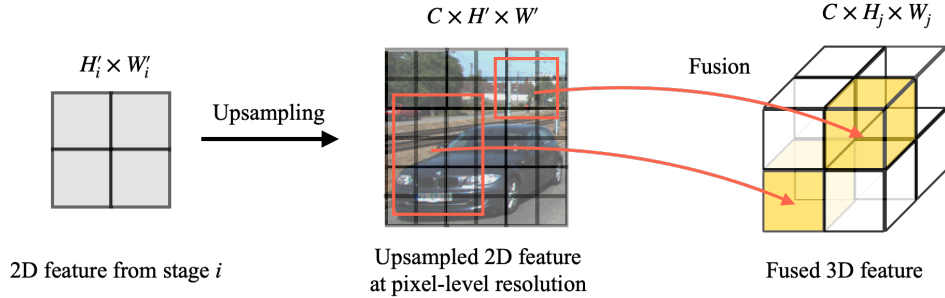 C × H' × W'
C × H_j × W_j
H'_i × W'_i
Upsampling
Fusion
2D feature from stage i
Upsampled 2D feature
at pixel-level resolution
Fused 3D feature